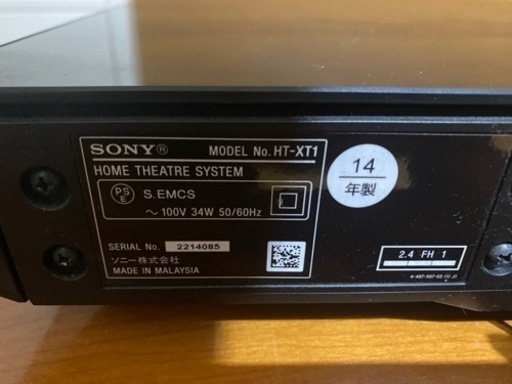 SONY® MODEL No. HT-XT1
HOME THEATRE SYSTEM
PS
E
S.EMCS
～ 100V 34W 50/60Hz
SERIAL No. 2214085
ソニー株式会社
MADE IN MALAYSIA
14
年製
2.4 FH 1